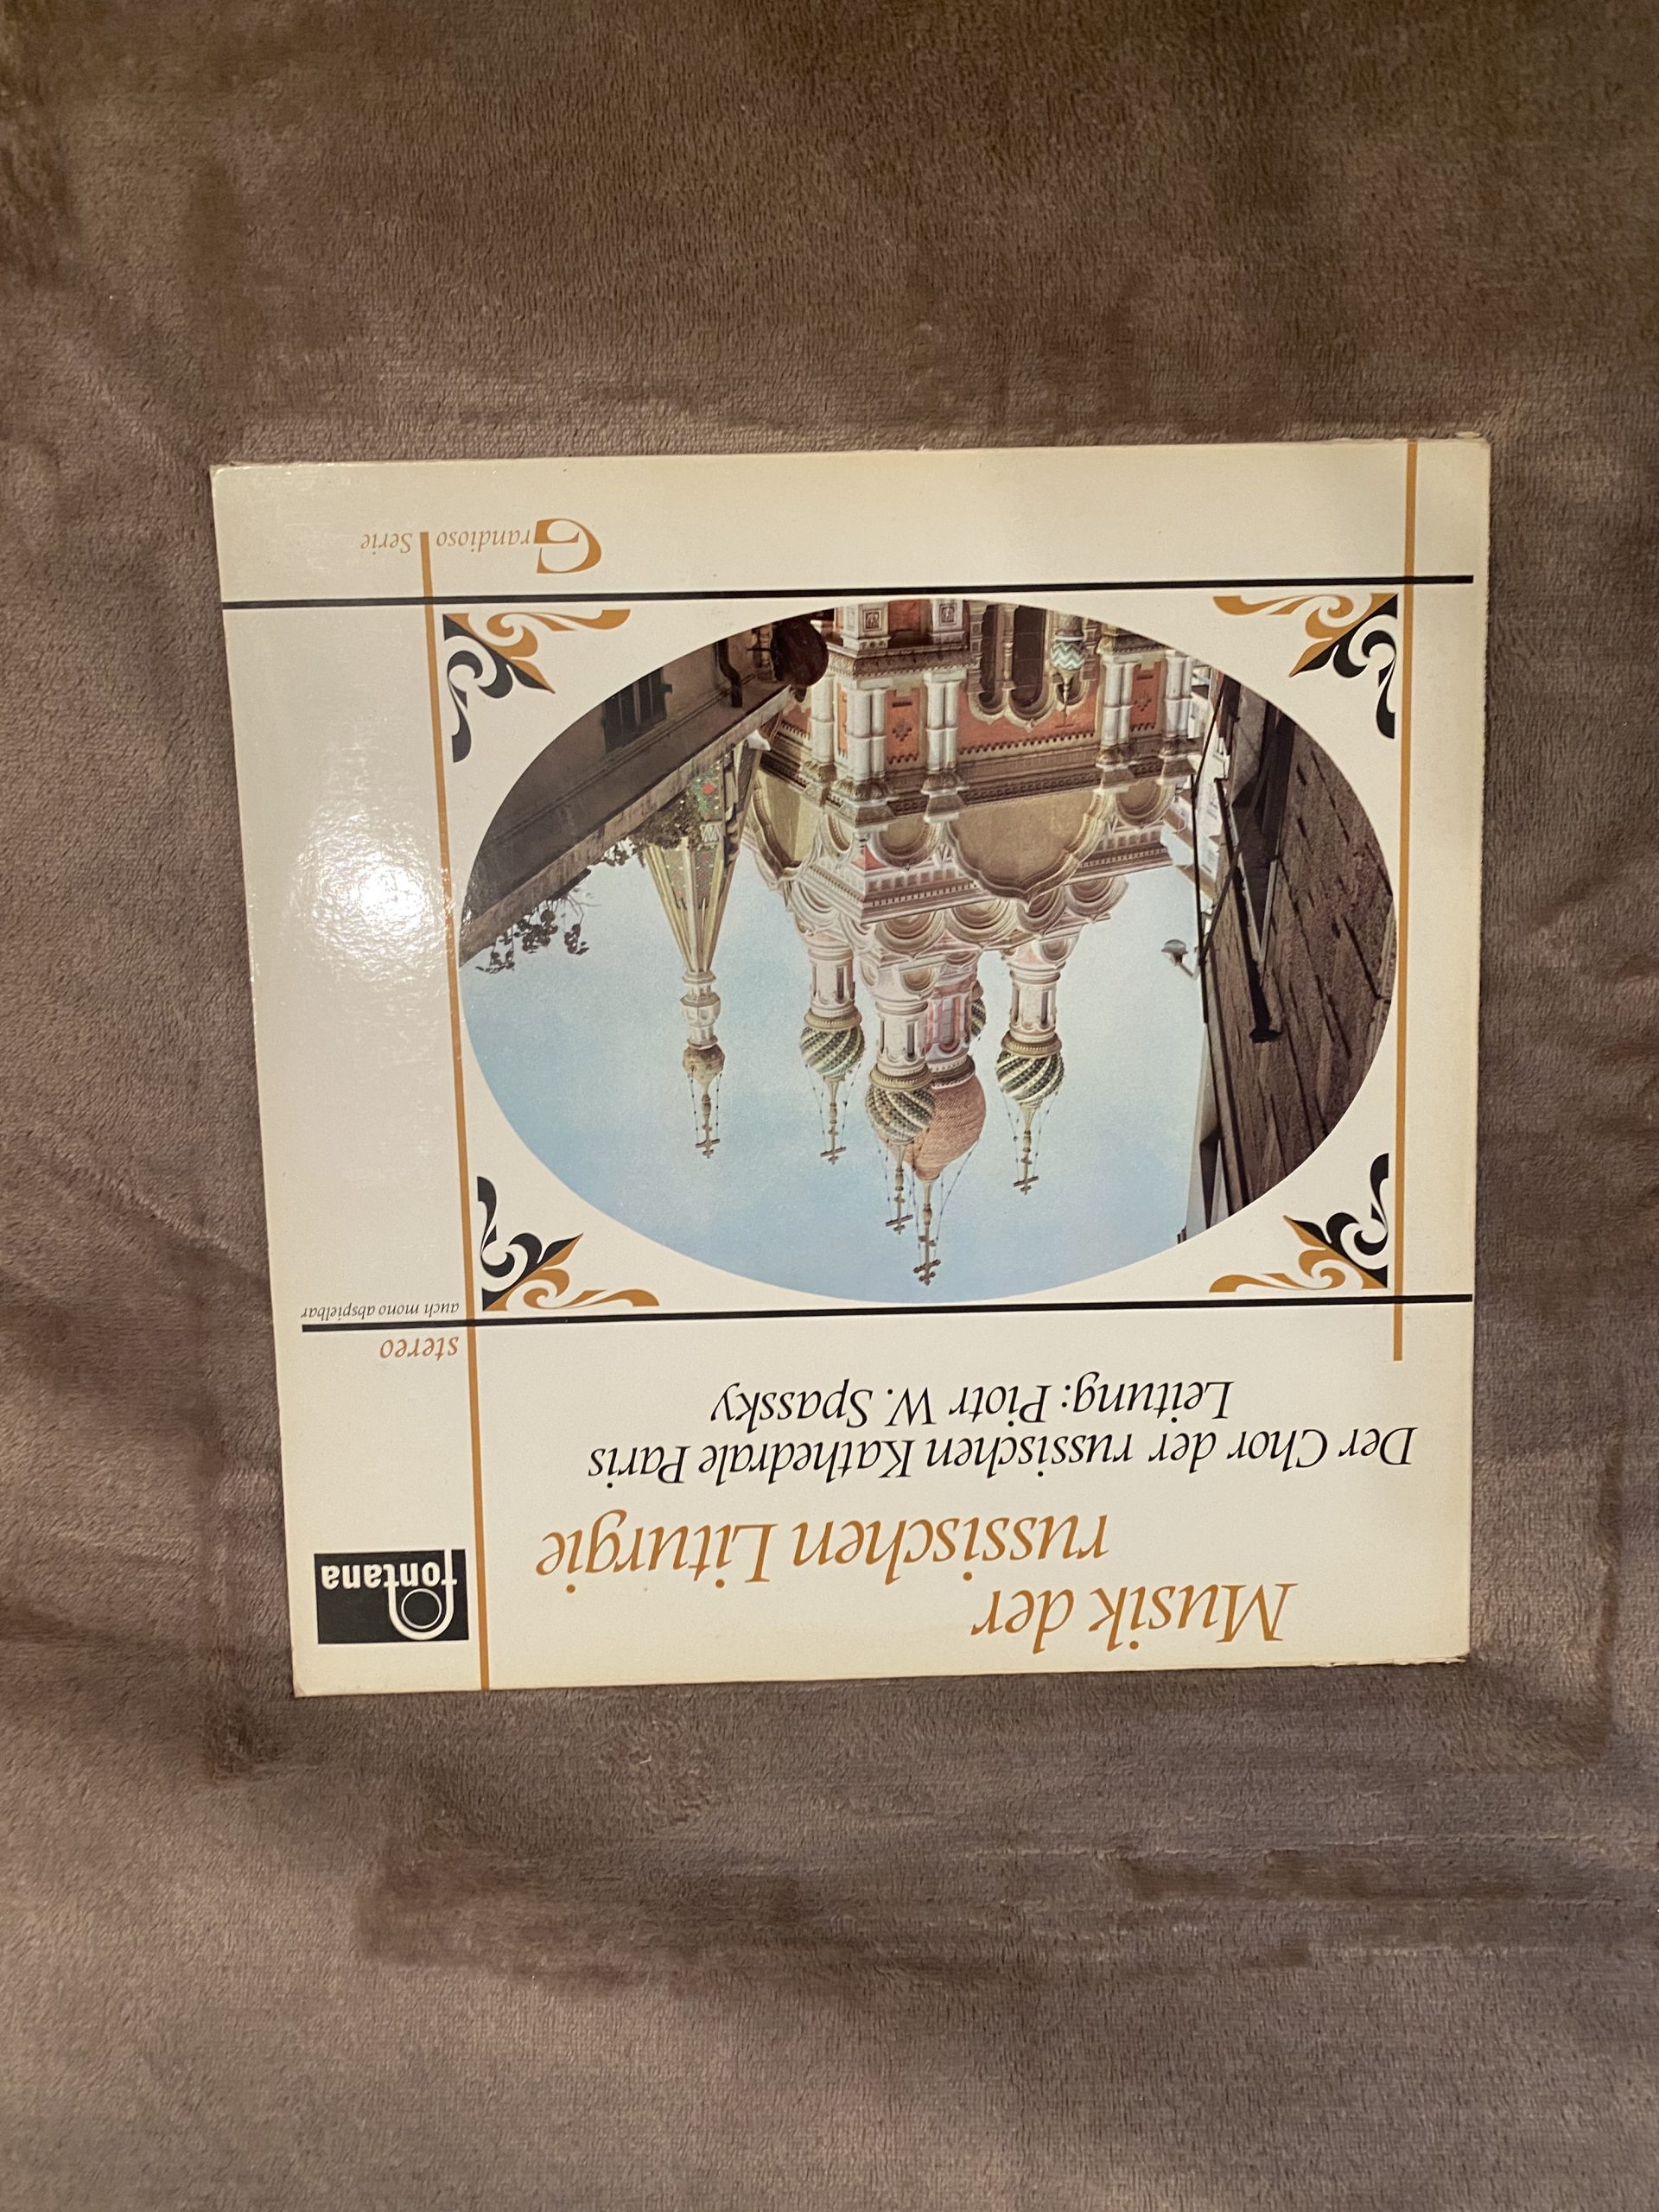 Musik der
russischen Liturgie
Der Chor der russischen Kathedrale Paris
Leitung: Piotr W. Spassky
fontana
stereo
auch mono abspielbar
Grandioso Serie